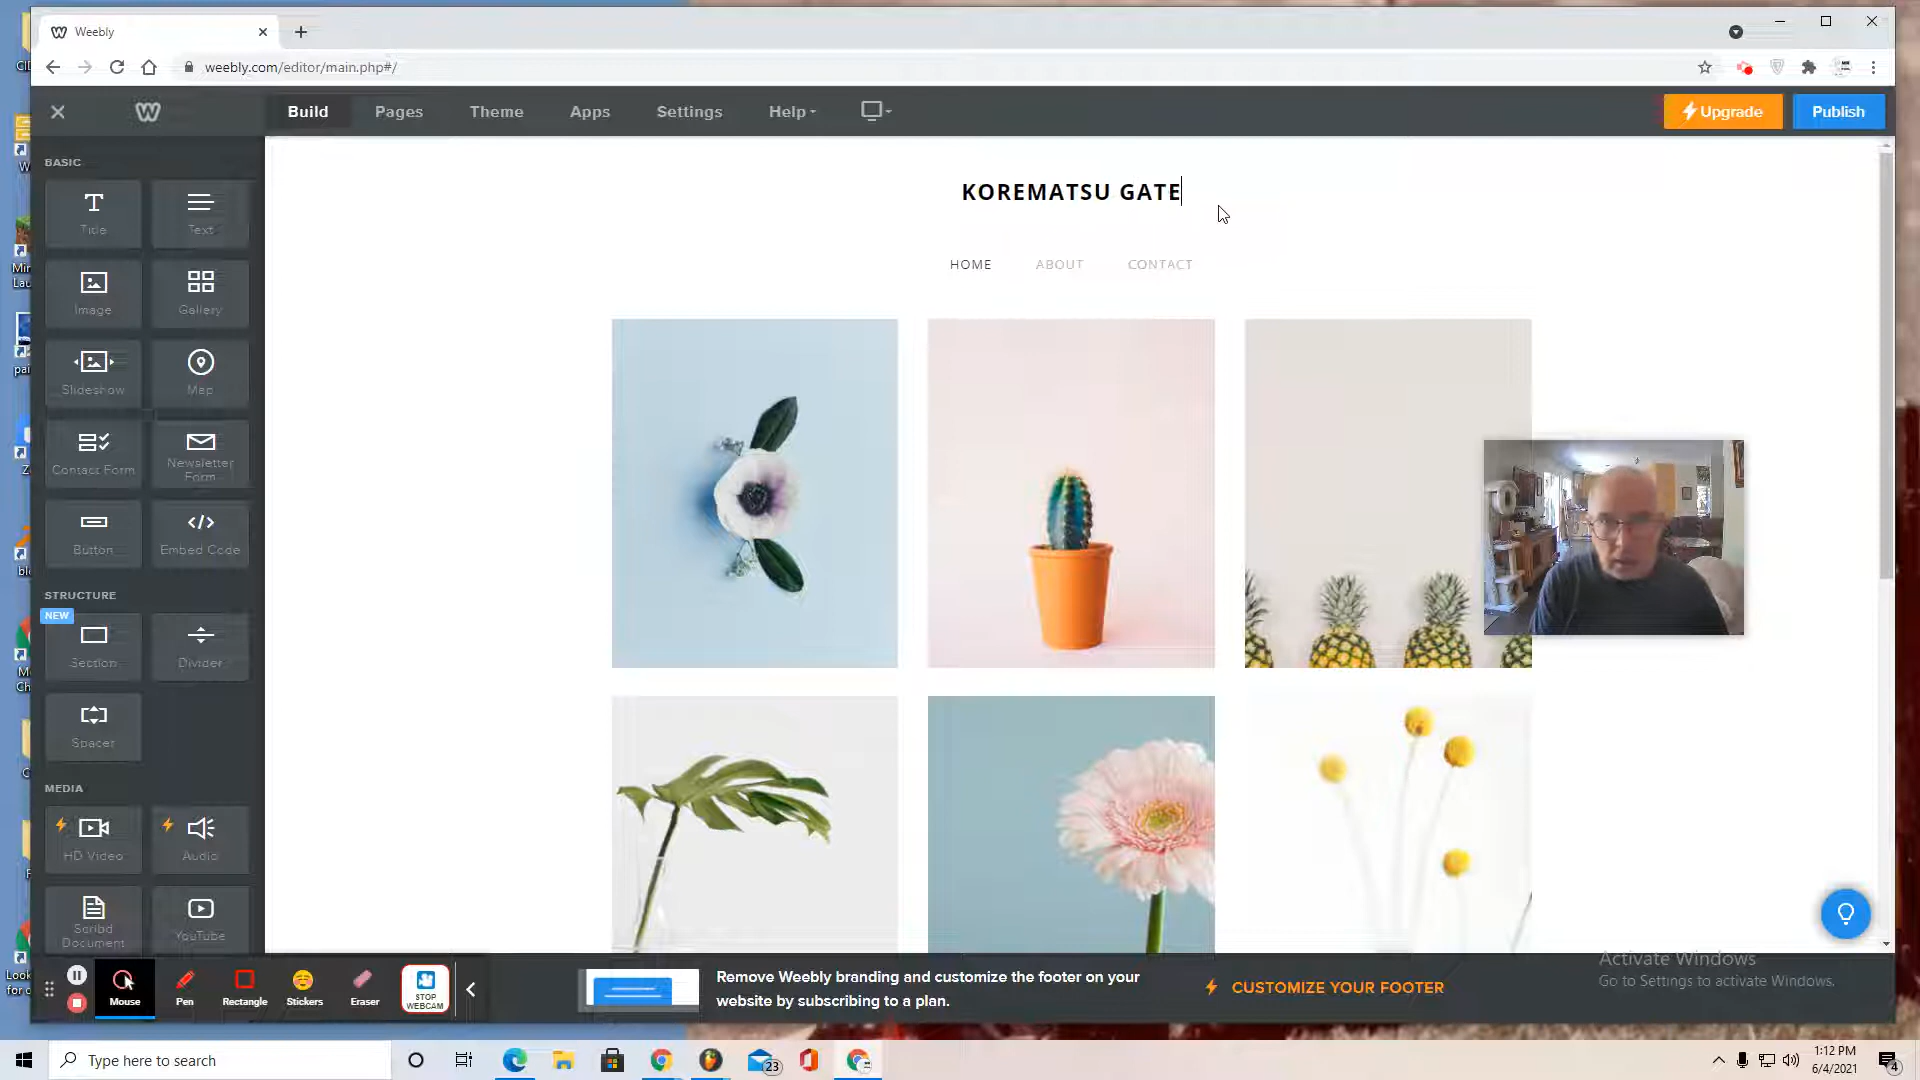 Weebly
weebly.com/editor/main.php#/
Build
Pages
Theme
Apps
Settings
Help
Upgrade
Publish
BASIC
Title
Text
Image
Gallery
Slideshow
Map
Contact Form
Newsletter
Form
Button
Embed Code
STRUCTURE
NEW
Section
Divider
Spacer
MEDIA
HD Video
Audio
Scribd
Document
YouTube
KOREMATSU GATE
HOME
ABOUT
CONTACT
Mouse
Pen
Rectangle
Stickers
Eraser
STOP
WEBCAM
Remove Weebly branding and customize the footer on your
website by subscribing to a plan.
CUSTOMIZE YOUR FOOTER
Activate Windows
Go to Settings to activate Windows.
Type here to search
23
1:12 PM
6/4/2021
4